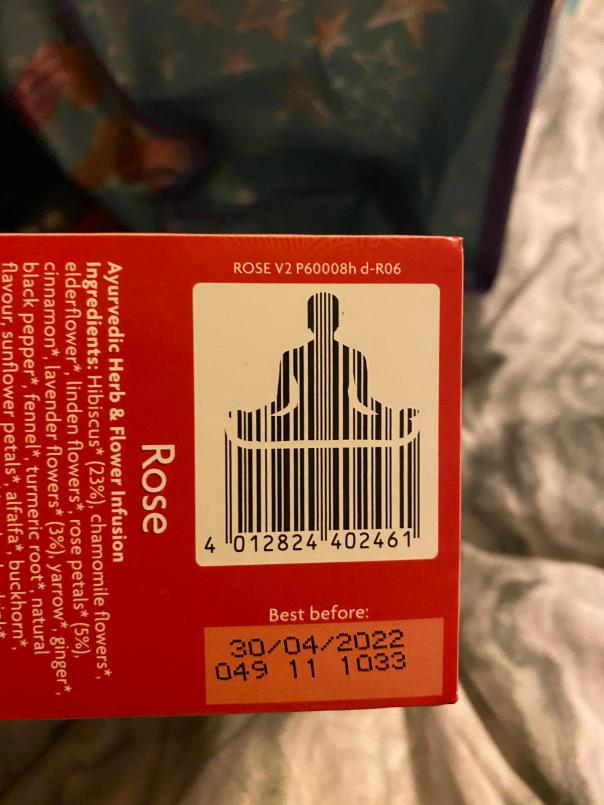 ROSE V2 P60008h d-R06
4 012824 402461
Best before:
30/04/2022
049 11 1033
Rose
Ayurvedic Herb & Flower Infusion
Ingredients: Hibiscus* (23%), chamomile flowers*,
elderflower*, linden flowers*, rose petals* (5%),
cinnamon*, lavender flowers* (3%), yarrow*, ginger*,
black pepper*, fennel*, turmeric root*, natural
flavour, sunflower petals*, alfalfa*, buckhorn*,